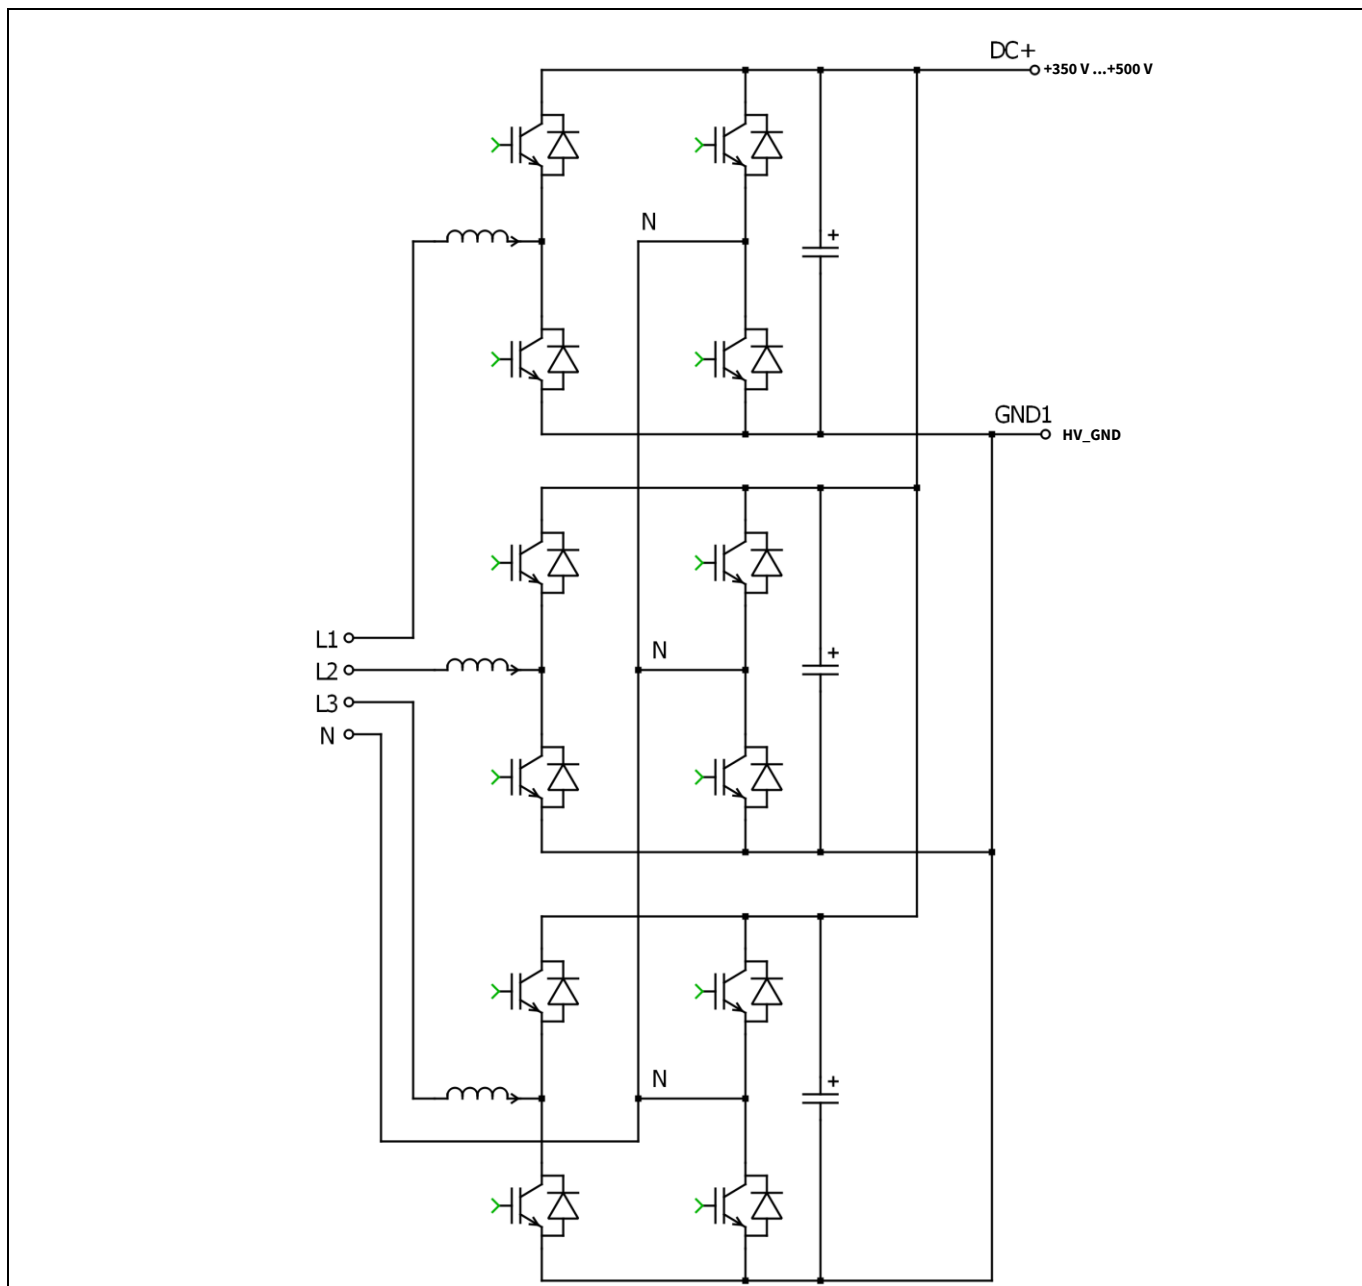 DC+
+350 V ...+500 V
N
+
GND1
HV_GND
+
L1
N
L2
L3
N
N
+